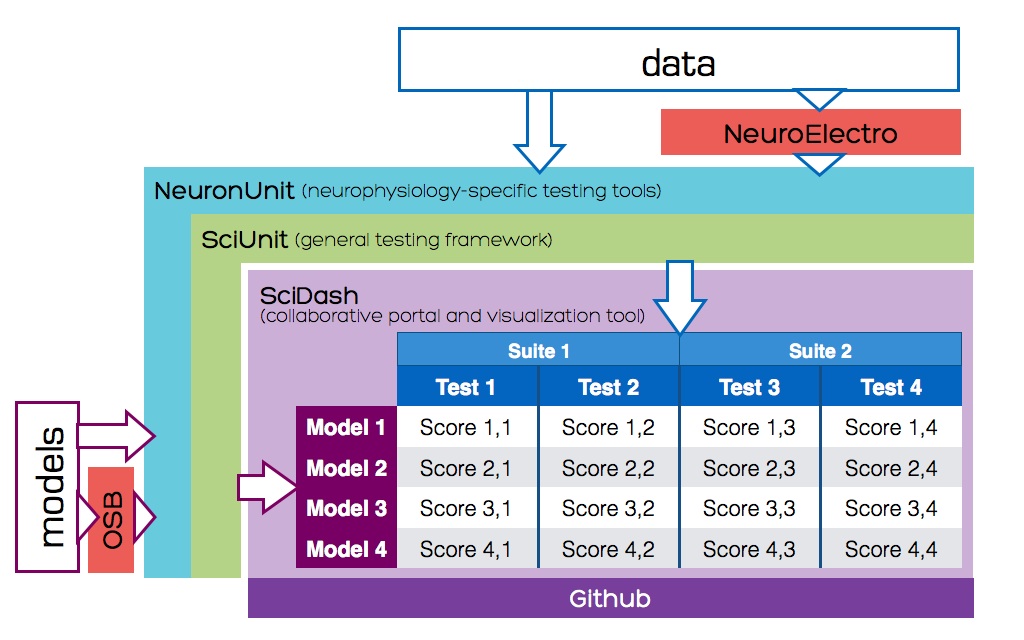 data
NeuroElectro
NeuronUnit (neurophysiology-specific testing tools)
SciUnit (general testing framework)
SciDash
(collaborative portal and visualization tool)
Suite 1 Suite 2
Test 1 Test 2 Test 3 Test 4
Model 1 Score 1,1 Score 1,2 Score 1,3 Score 1,4
Model 2 Score 2,1 Score 2,2 Score 2,3 Score 2,4
Model 3 Score 3,1 Score 3,2 Score 3,3 Score 3,4
Model 4 Score 4,1 Score 4,2 Score 4,3 Score 4,4
models
OSB
Github